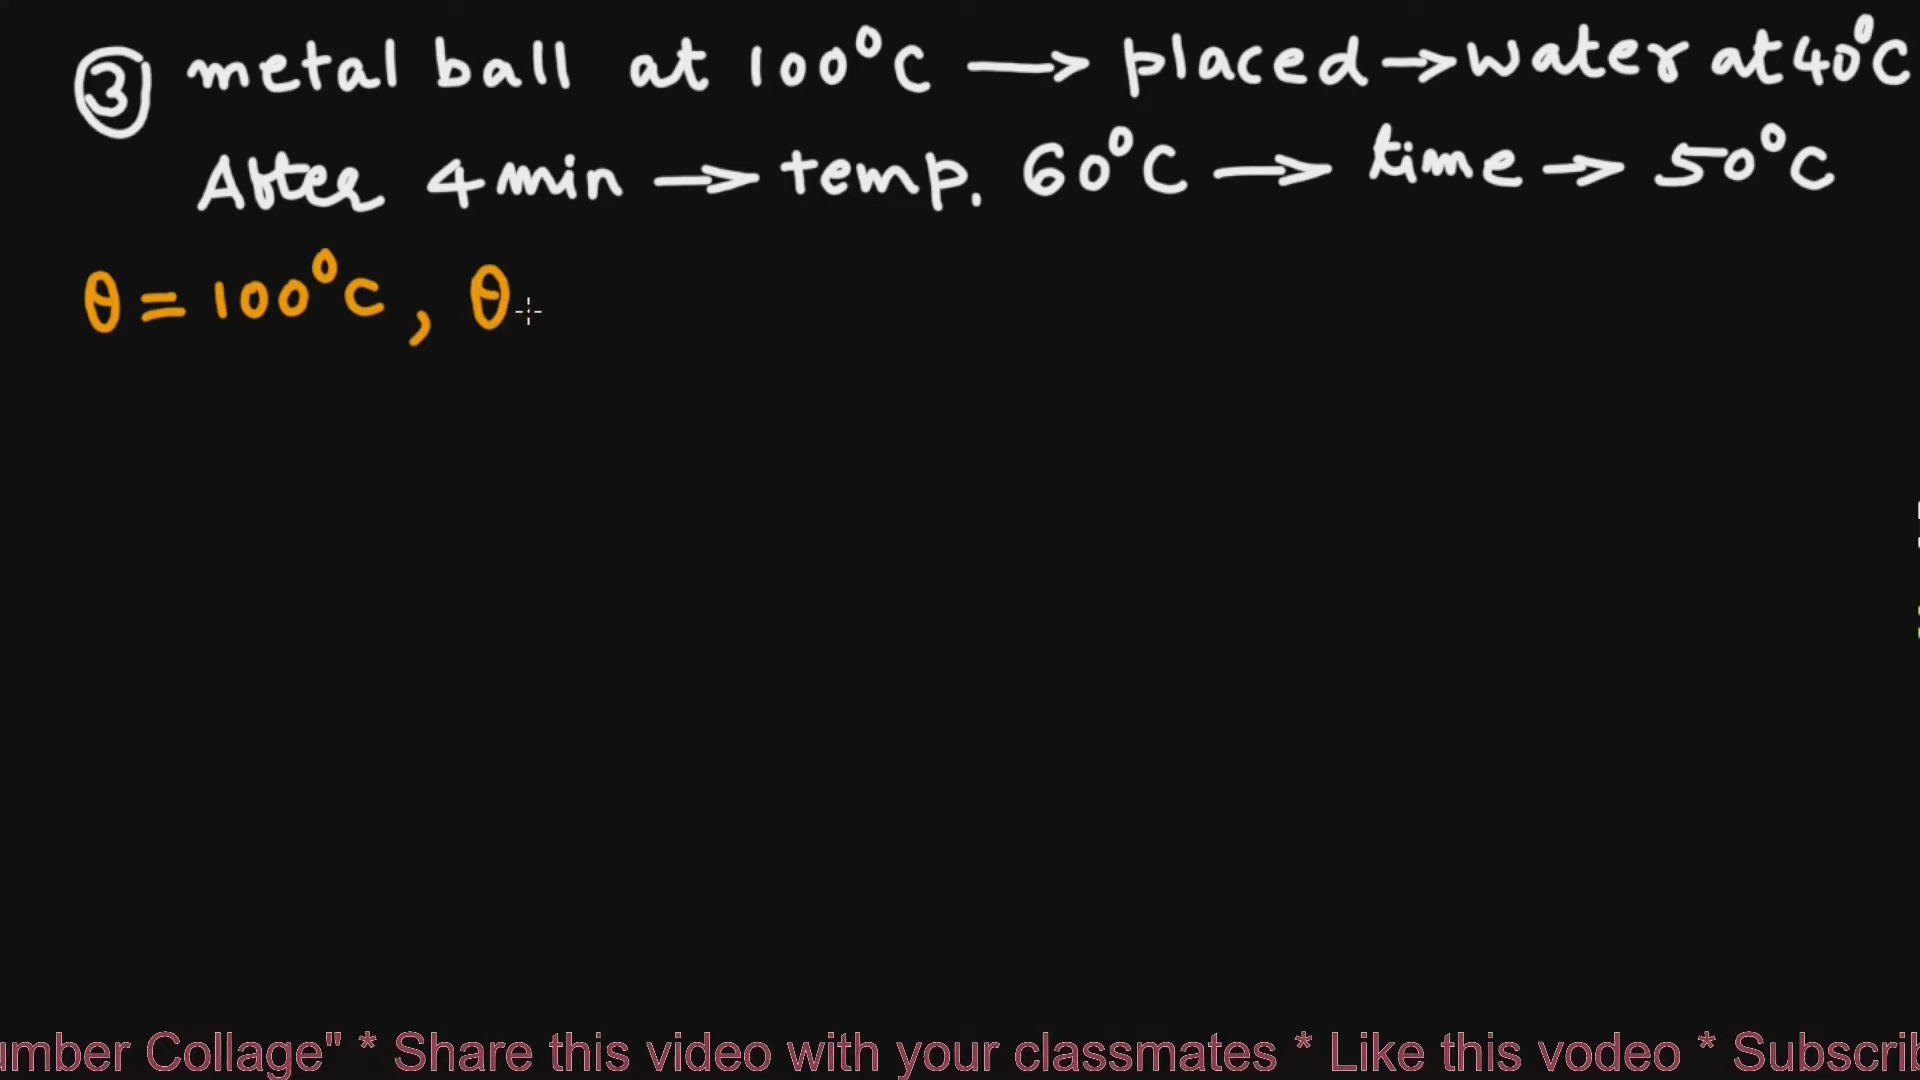 3 metal ball at 100°C → placed → water at 40°C
After 4 min → temp. 60°C → time → 50°C
θ = 100°C, θ
umber Collage" * Share this video with your classmates * Like this vodeo * Subscrib